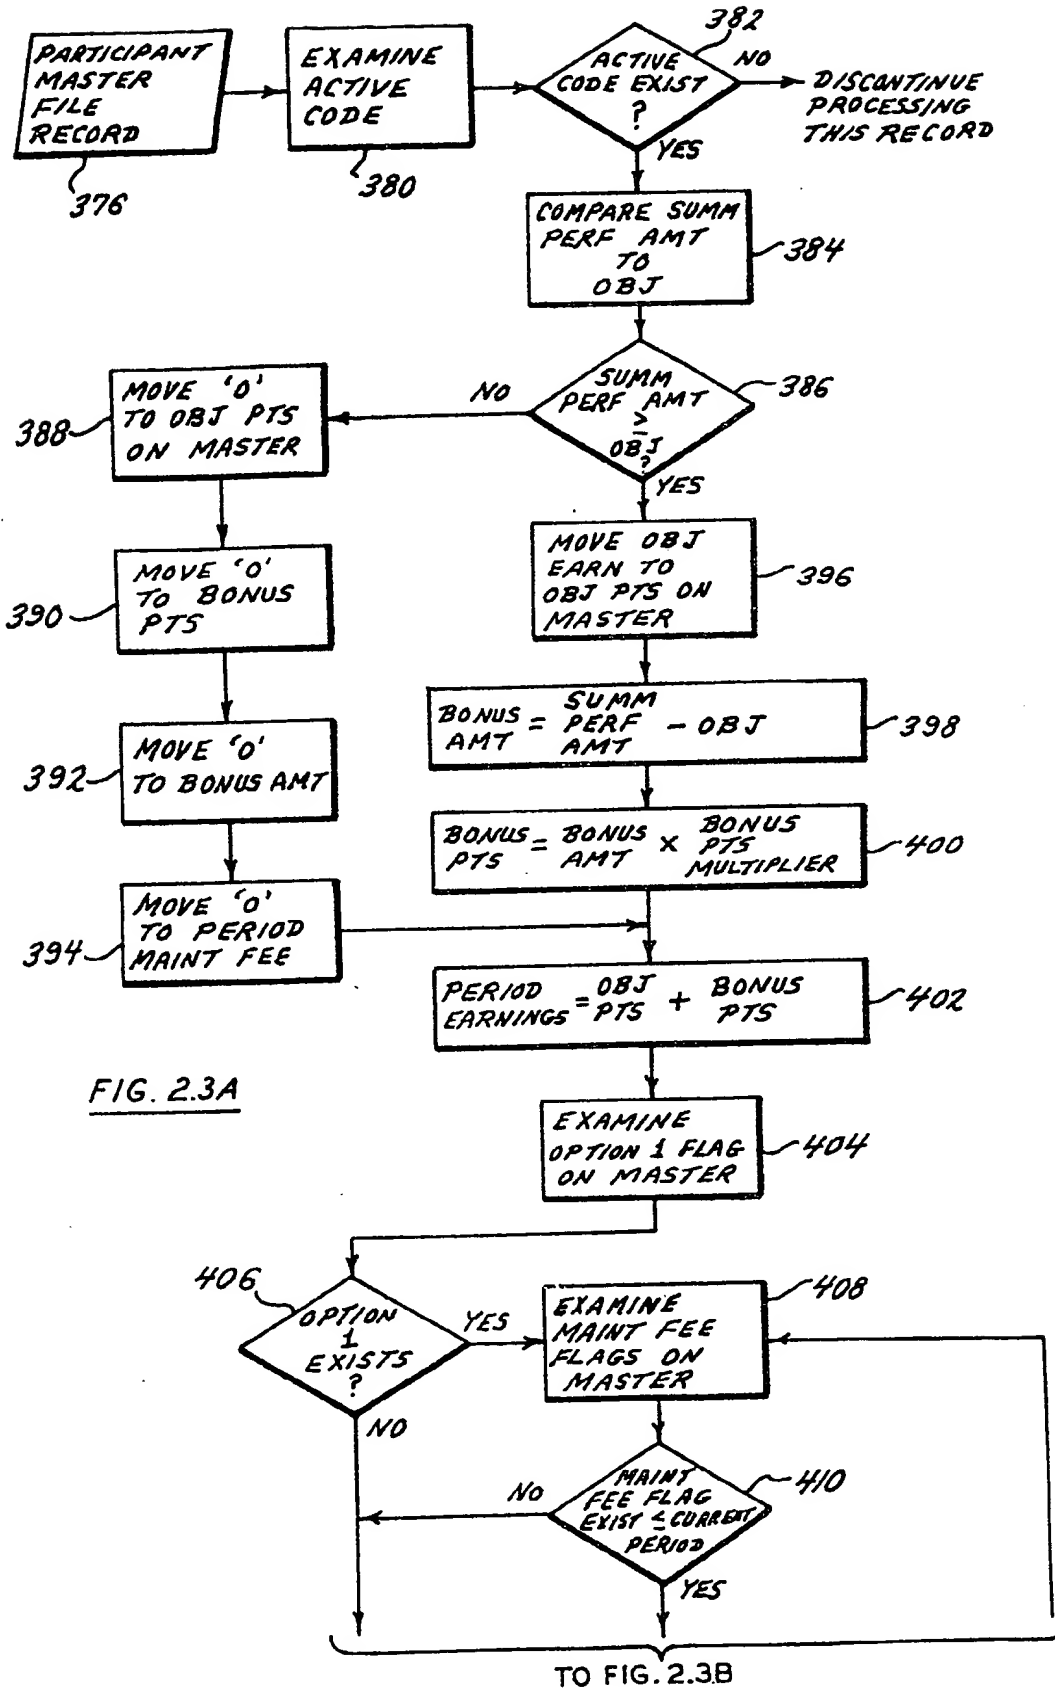 PARTICIPANT
MASTER
FILE
RECORD
376
EXAMINE
ACTIVE
CODE
380
382
ACTIVE
CODE EXIST
?
NO
YES
DISCONTINUE
PROCESSING
THIS RECORD
COMPARE SUMM
PERF AMT
TO
OBJ
384
SUMM
PERF AMT
≥
OBJ
?
386
NO
YES
MOVE 'O'
TO OBJ PTS
ON MASTER
388
MOVE 'O'
TO BONUS
PTS
390
MOVE 'O'
TO BONUS AMT
392
MOVE 'O'
TO PERIOD
MAINT FEE
394
MOVE OBJ
EARN TO
OBJ PTS ON
MASTER
396
BONUS AMT = SUMM PERF AMT - OBJ
398
BONUS PTS = BONUS AMT × BONUS PTS MULTIPLIER
400
PERIOD EARNINGS = OBJ PTS + BONUS PTS
402
FIG. 2.3A
EXAMINE
OPTION 1 FLAG
ON MASTER
404
406
OPTION
1
EXISTS
?
YES
NO
EXAMINE
MAINT FEE
FLAGS ON
MASTER
408
MAINT
FEE FLAG
EXIST ≤ CURRENT
PERIOD
410
NO
YES
TO FIG. 2.3B